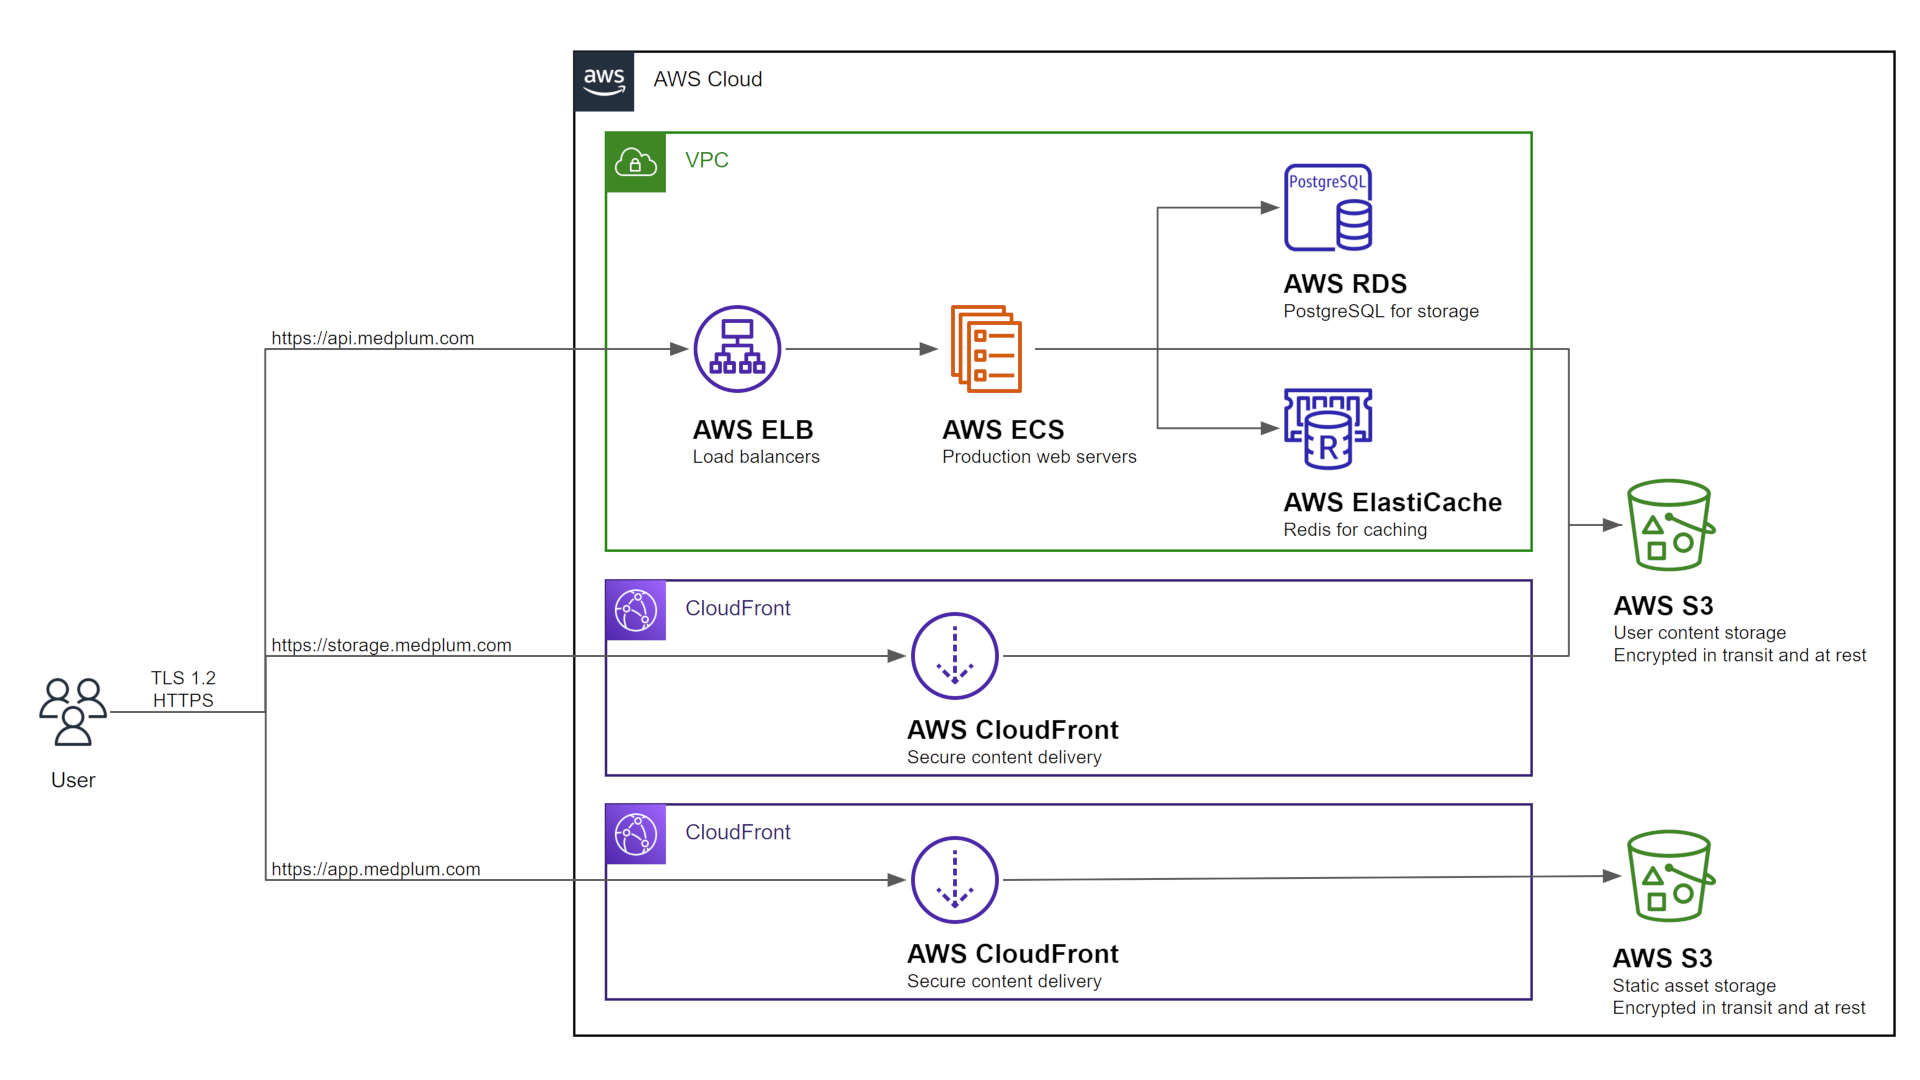 aws
AWS Cloud
VPC
PostgreSQL
AWS RDS
PostgreSQL for storage
https://api.medplum.com
AWS ELB
Load balancers
AWS ECS
Production web servers
R
AWS ElastiCache
Redis for caching
AWS S3
User content storage
Encrypted in transit and at rest
CloudFront
https://storage.medplum.com
AWS CloudFront
Secure content delivery
TLS 1.2
HTTPS
User
CloudFront
https://app.medplum.com
AWS CloudFront
Secure content delivery
AWS S3
Static asset storage
Encrypted in transit and at rest